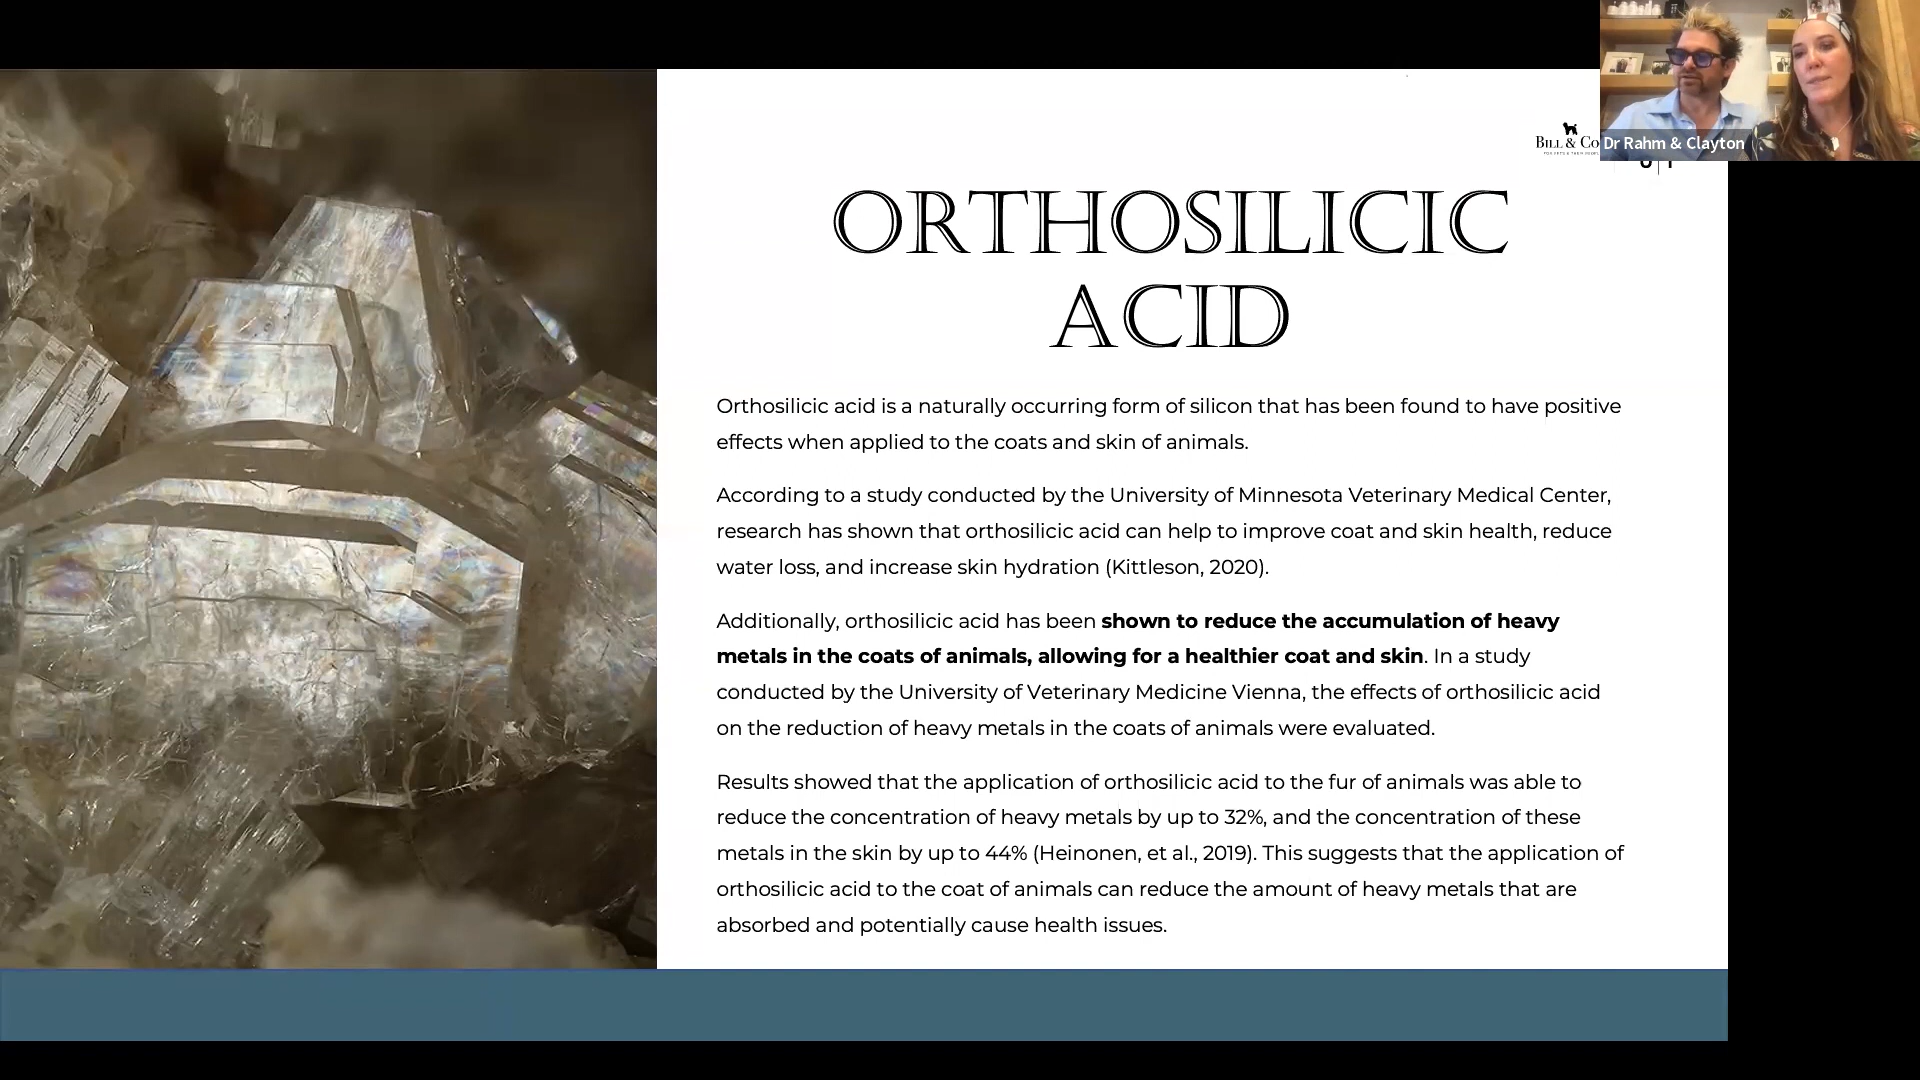 Dr Rahm & Clayton
BILL & CO
ORTHOSILICIC
ACID
Orthosilicic acid is a naturally occurring form of silicon that has been found to have positive
effects when applied to the coats and skin of animals.
According to a study conducted by the University of Minnesota Veterinary Medical Center,
research has shown that orthosilicic acid can help to improve coat and skin health, reduce
water loss, and increase skin hydration (Kittleson, 2020).
Additionally, orthosilicic acid has been shown to reduce the accumulation of heavy
metals in the coats of animals, allowing for a healthier coat and skin. In a study
conducted by the University of Veterinary Medicine Vienna, the effects of orthosilicic acid
on the reduction of heavy metals in the coats of animals were evaluated.
Results showed that the application of orthosilicic acid to the fur of animals was able to
reduce the concentration of heavy metals by up to 32%, and the concentration of these
metals in the skin by up to 44% (Heinonen, et al., 2019). This suggests that the application of
orthosilicic acid to the coat of animals can reduce the amount of heavy metals that are
absorbed and potentially cause health issues.